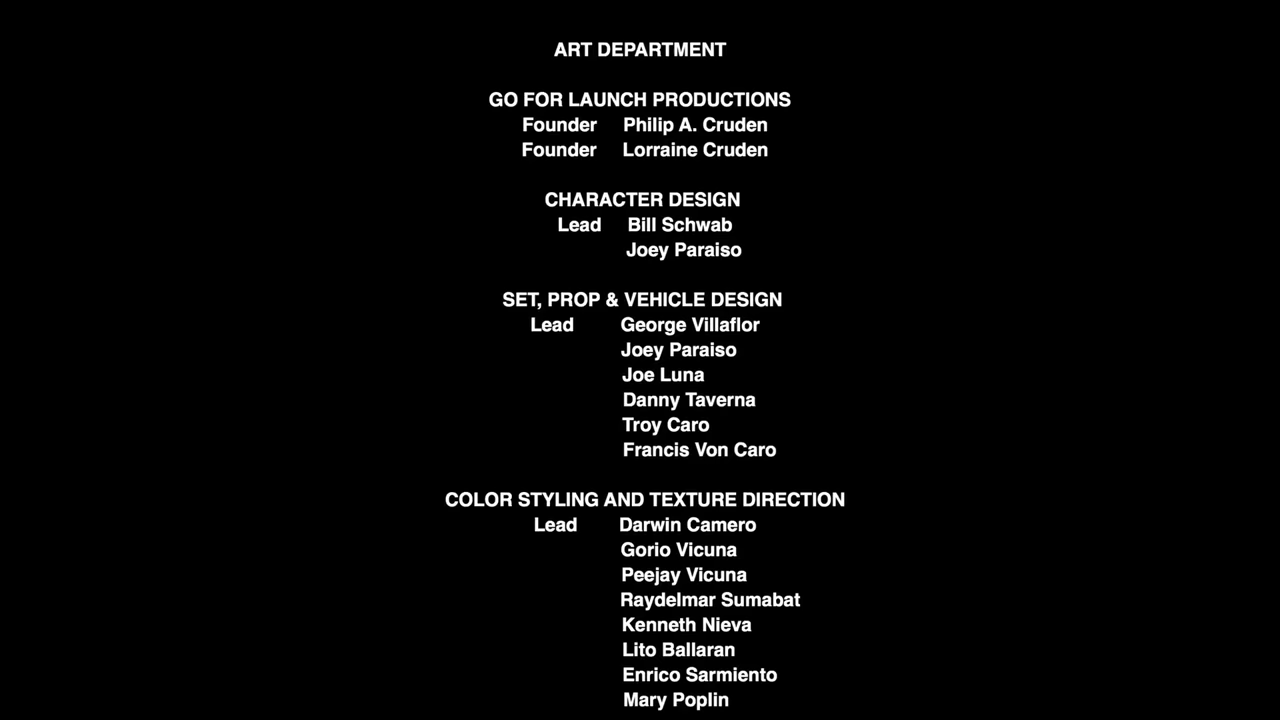 ART DEPARTMENT
GO FOR LAUNCH PRODUCTIONS
Founder Philip A. Cruden
Founder Lorraine Cruden
CHARACTER DESIGN
Lead Bill Schwab
Joey Paraiso
SET, PROP & VEHICLE DESIGN
Lead George Villaflor
Joey Paraiso
Joe Luna
Danny Taverna
Troy Caro
Francis Von Caro
COLOR STYLING AND TEXTURE DIRECTION
Lead Darwin Camero
Gorio Vicuna
Peejay Vicuna
Raydelmar Sumabat
Kenneth Nieva
Lito Ballaran
Enrico Sarmiento
Mary Poplin